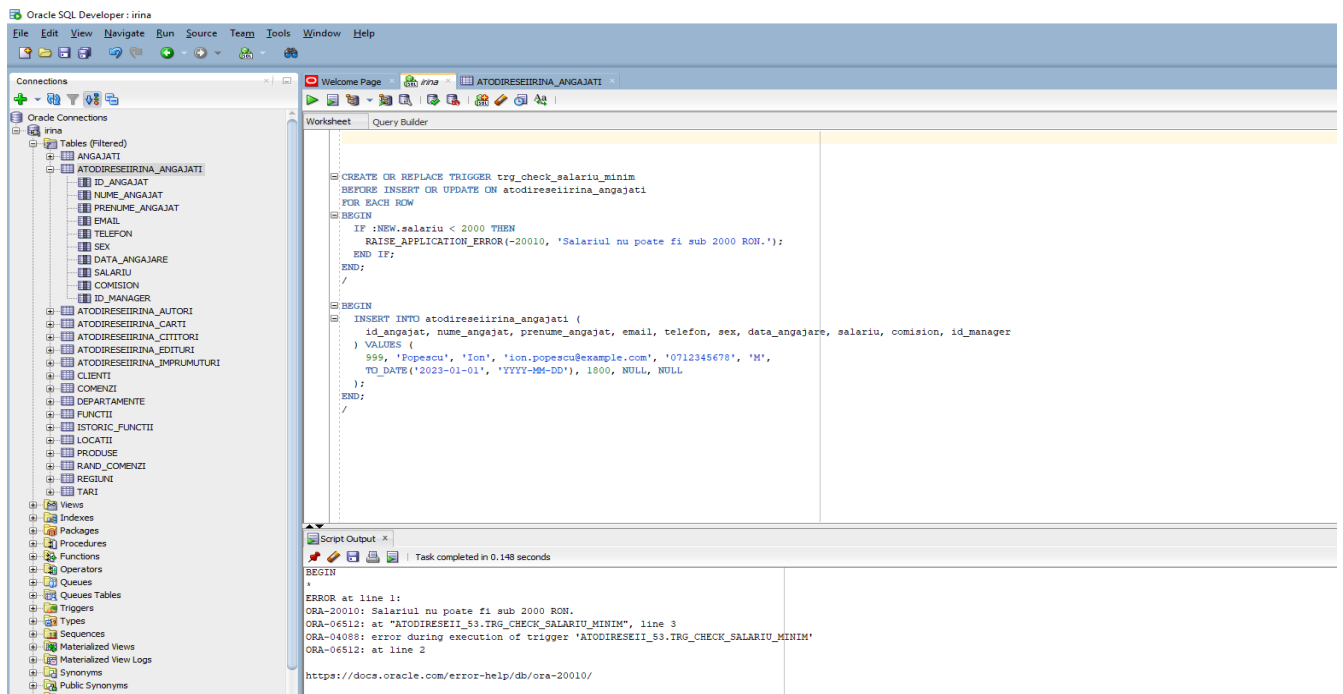 Oracle SQL Developer : irina
File Edit View Navigate Run Source Team Tools Window Help
Connections
Oracle Connections
irina
Tables (Filtered)
ANGAJATI
ATODIRESEIIRINA_ANGAJATI
ID_ANGAJAT
NUME_ANGAJAT
PRENUME_ANGAJAT
EMAIL
TELEFON
SEX
DATA_ANGAJARE
SALARIU
COMISION
ID_MANAGER
ATODIRESEIIRINA_AUTORI
ATODIRESEIIRINA_CARTI
ATODIRESEIIRINA_CITITORI
ATODIRESEIIRINA_EDITURI
ATODIRESEIIRINA_IMPRUMUTURI
CLIENTI
COMENZI
DEPARTAMENTE
FUNCTII
ISTORIC_FUNCTII
LOCATII
PRODUSE
RAND_COMENZI
REGIUNI
TARI
Views
Indexes
Packages
Procedures
Functions
Operators
Queues
Queues Tables
Triggers
Types
Sequences
Materialized Views
Materialized View Logs
Synonyms
Public Synonyms
Welcome Page irina ATODIRESEIIRINA_ANGAJATI
Worksheet Query Builder
CREATE OR REPLACE TRIGGER trg_check_salariu_minim
BEFORE INSERT OR UPDATE ON atodireseiirina_angajati
FOR EACH ROW
BEGIN
IF :NEW.salariu < 2000 THEN
RAISE_APPLICATION_ERROR(-20010, 'Salariul nu poate fi sub 2000 RON.');
END IF;
END;
/
BEGIN
INSERT INTO atodireseiirina_angajati (
id_angajat, nume_angajat, prenume_angajat, email, telefon, sex, data_angajare, salariu, comision, id_manager
) VALUES (
999, 'Popescu', 'Ion', 'ion.popescu@example.com', '0712345678', 'M',
TO_DATE('2023-01-01', 'YYYY-MM-DD'), 1800, NULL, NULL
);
END;
/
Script Output
Task completed in 0.148 seconds
BEGIN
*
ERROR at line 1:
ORA-20010: Salariul nu poate fi sub 2000 RON.
ORA-06512: at "ATODIRESEII_53.TRG_CHECK_SALARIU_MINIM", line 3
ORA-04088: error during execution of trigger 'ATODIRESEII_53.TRG_CHECK_SALARIU_MINIM'
ORA-06512: at line 2
https://docs.oracle.com/error-help/db/ora-20010/